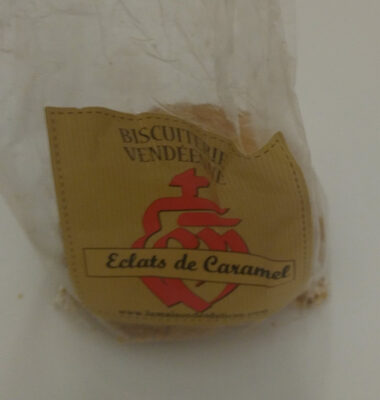 BISCUITERIE
VENDÉENNE
Eclats de Caramel